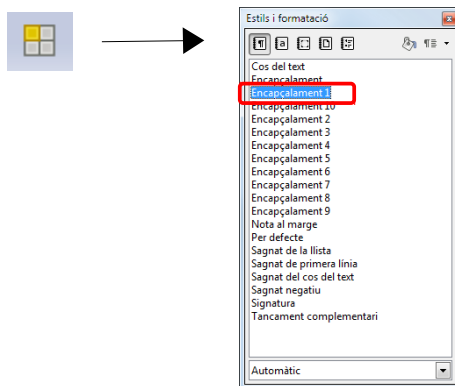 Estils i formatació
Cos del text
Encapçalament
Encapçalament 1
Encapçalament 10
Encapçalament 2
Encapçalament 3
Encapçalament 4
Encapçalament 5
Encapçalament 6
Encapçalament 7
Encapçalament 8
Encapçalament 9
Nota al marge
Per defecte
Sagnat de la llista
Sagnat de primera línia
Sagnat del cos del text
Sagnat negatiu
Signatura
Tancament complementari
Automàtic